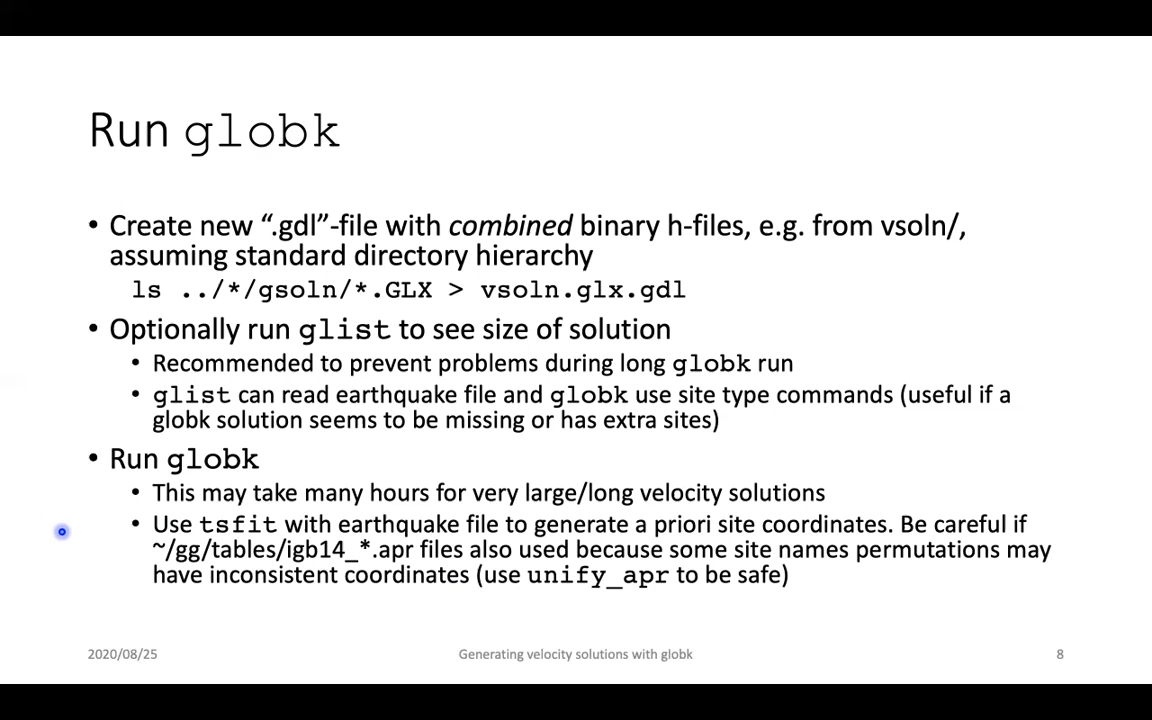 Run globk
• Create new “.gdl”-file with combined binary h-files, e.g. from vsoln/,
assuming standard directory hierarchy
ls ../*/gsoln/*.GLX > vsoln.glx.gdl
• Optionally run glist to see size of solution
• Recommended to prevent problems during long globk run
• glist can read earthquake file and globk use site type commands (useful if a
globk solution seems to be missing or has extra sites)
• Run globk
• This may take many hours for very large/long velocity solutions
• Use tsfit with earthquake file to generate a priori site coordinates. Be careful if
~/gg/tables/igb14_*.apr files also used because some site names permutations may
have inconsistent coordinates (use unify_apr to be safe)
2020/08/25
Generating velocity solutions with globk
8